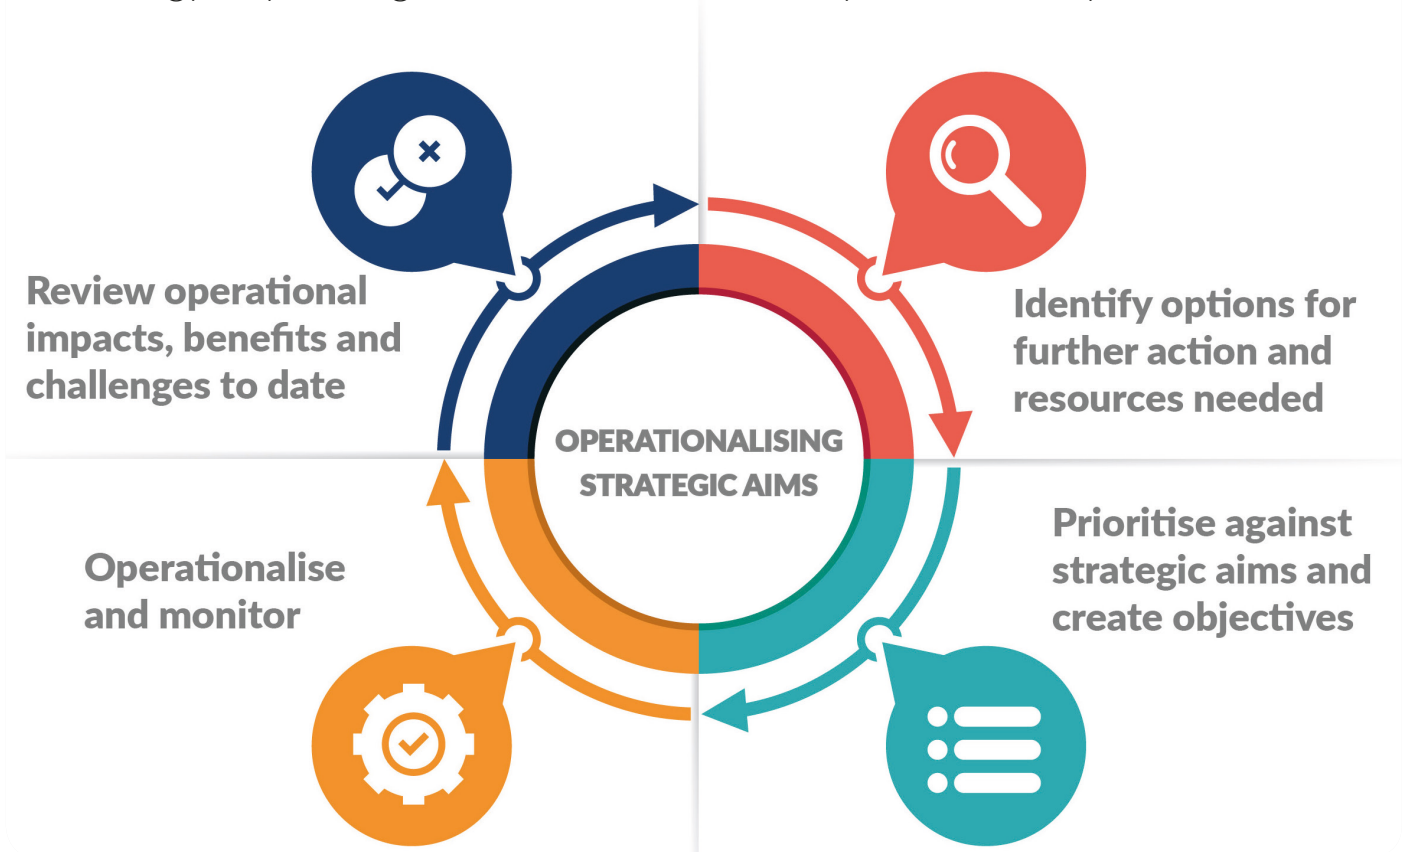 Review operational
impacts, benefits and
challenges to date
Identify options for
further action and
resources needed
OPERATIONALISING
STRATEGIC AIMS
Operationalise
and monitor
Prioritise against
strategic aims and
create objectives